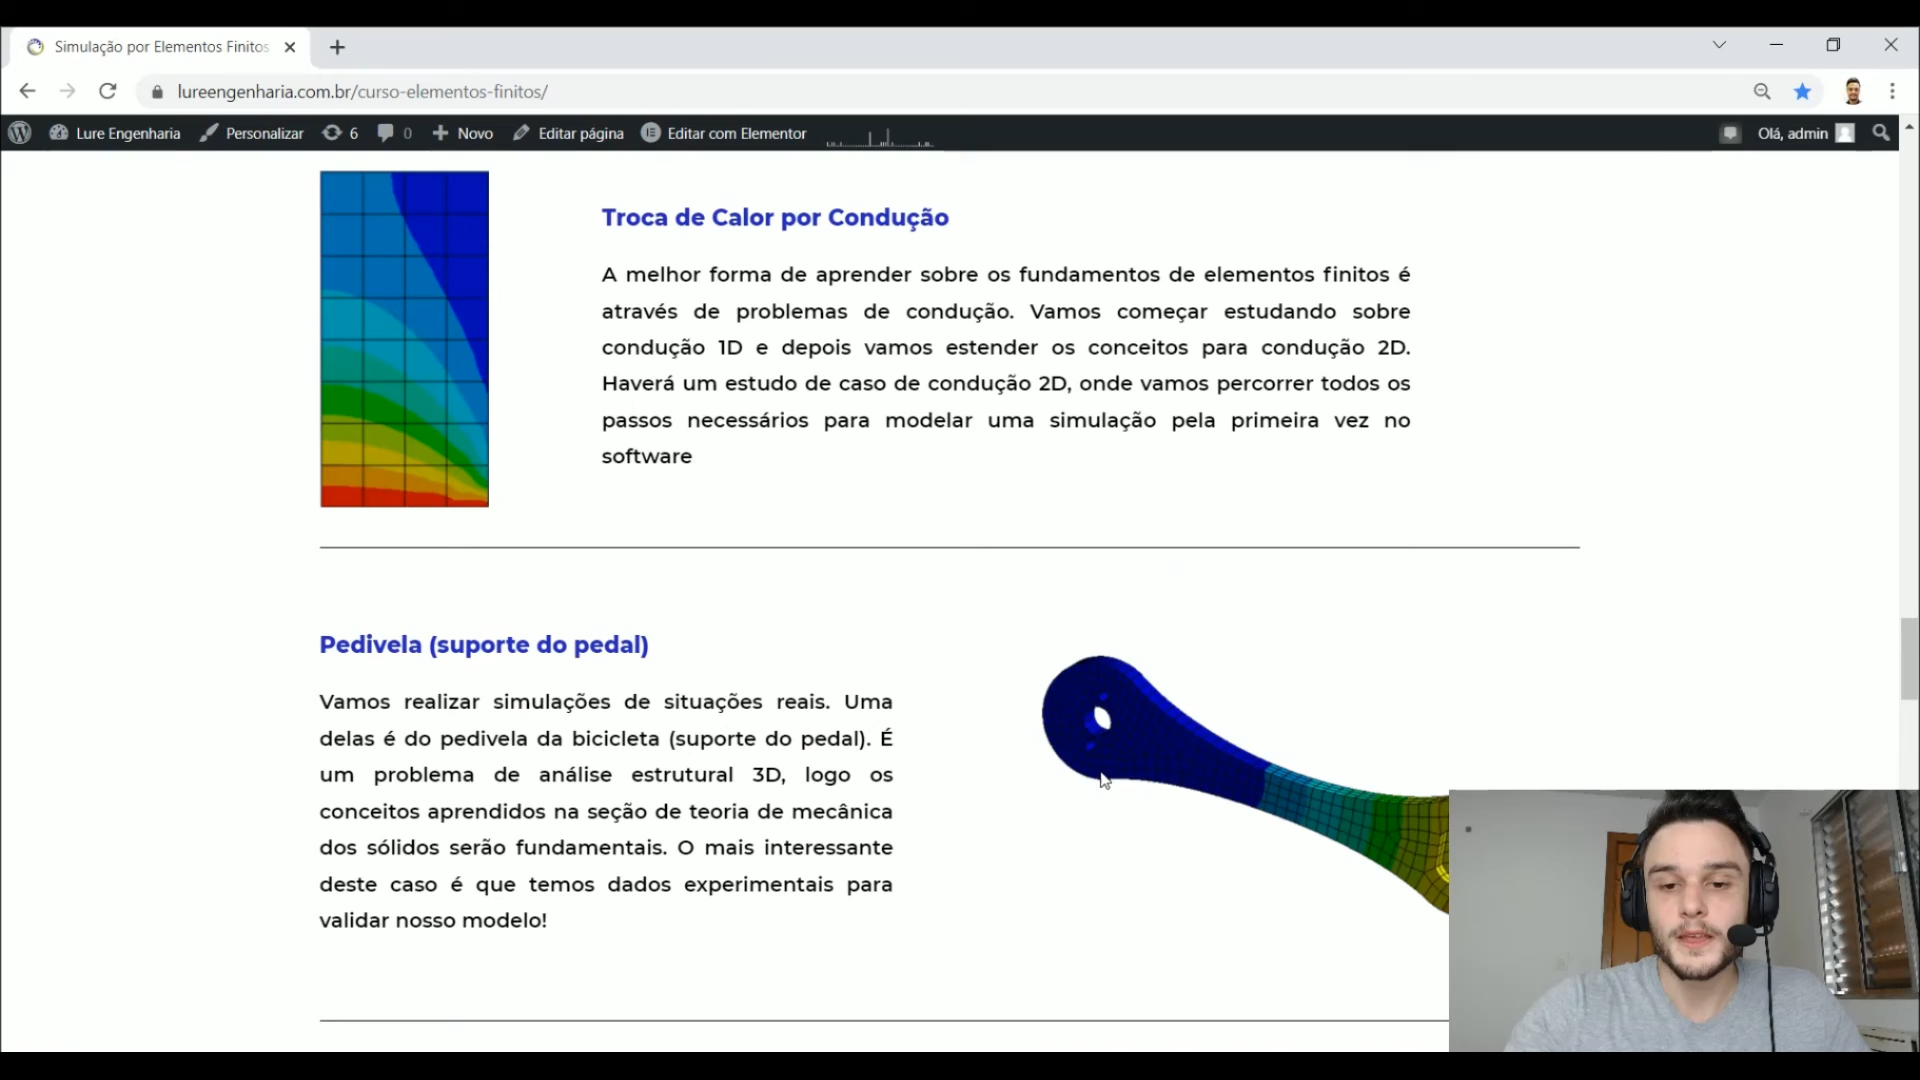 Simulação por Elementos Finitos
lureengenharia.com.br/curso-elementos-finitos/
Lure Engenharia Personalizar 6 0 Novo Editar página Editar com Elementor Olá, admin
Troca de Calor por Condução
A melhor forma de aprender sobre os fundamentos de elementos finitos é
através de problemas de condução. Vamos começar estudando sobre
condução 1D e depois vamos estender os conceitos para condução 2D.
Haverá um estudo de caso de condução 2D, onde vamos percorrer todos os
passos necessários para modelar uma simulação pela primeira vez no
software
Pedivela (suporte do pedal)
Vamos realizar simulações de situações reais. Uma
delas é do pedivela da bicicleta (suporte do pedal). É
um problema de análise estrutural 3D, logo os
conceitos aprendidos na seção de teoria de mecânica
dos sólidos serão fundamentais. O mais interessante
deste caso é que temos dados experimentais para
validar nosso modelo!